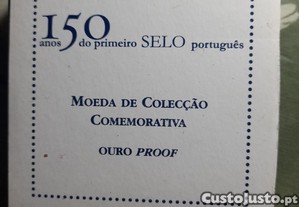 150
anos do primeiro SELO português
MOEDA DE COLECÇÃO
COMEMORATIVA
OURO PROOF
CustoJusto.pt